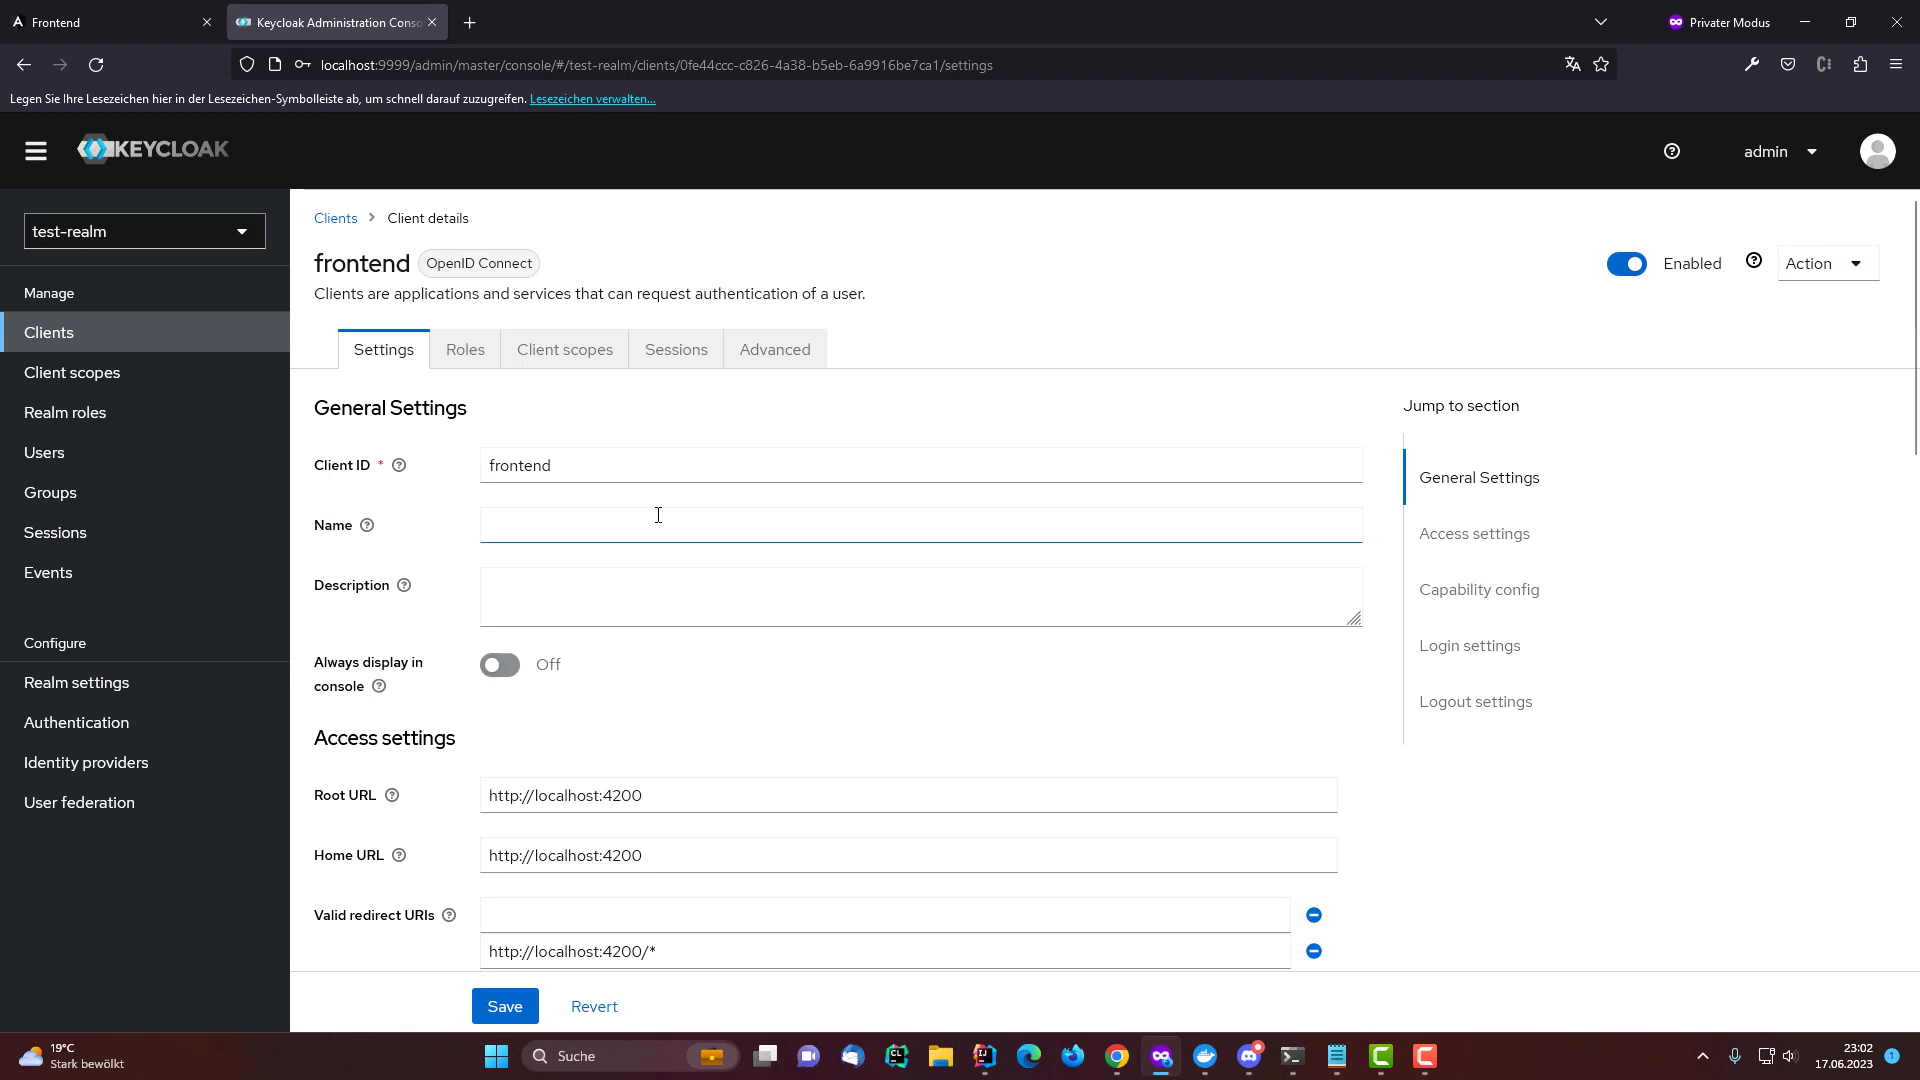 Frontend
Keycloak Administration Conso
Privater Modus
localhost:9999/admin/master/console/#/test-realm/clients/0fe44ccc-c826-4a38-b5eb-6a9916be7ca1/settings
Legen Sie Ihre Lesezeichen hier in der Lesezeichen-Symbolleiste ab, um schnell darauf zuzugreifen. Lesezeichen verwalten...
KEYCLOAK
admin
test-realm
Manage
Clients
Client scopes
Realm roles
Users
Groups
Sessions
Events
Configure
Realm settings
Authentication
Identity providers
User federation
Clients > Client details
frontend OpenID Connect
Enabled
Action
Clients are applications and services that can request authentication of a user.
Settings Roles Client scopes Sessions Advanced
General Settings
Client ID * frontend
Name
Description
Always display in
console
Off
Access settings
Root URL http://localhost:4200
Home URL http://localhost:4200
Valid redirect URIs
http://localhost:4200/*
Save Revert
Jump to section
General Settings
Access settings
Capability config
Login settings
Logout settings
19°C
Stark bewölkt
Suche
23:02
17.06.2023
1